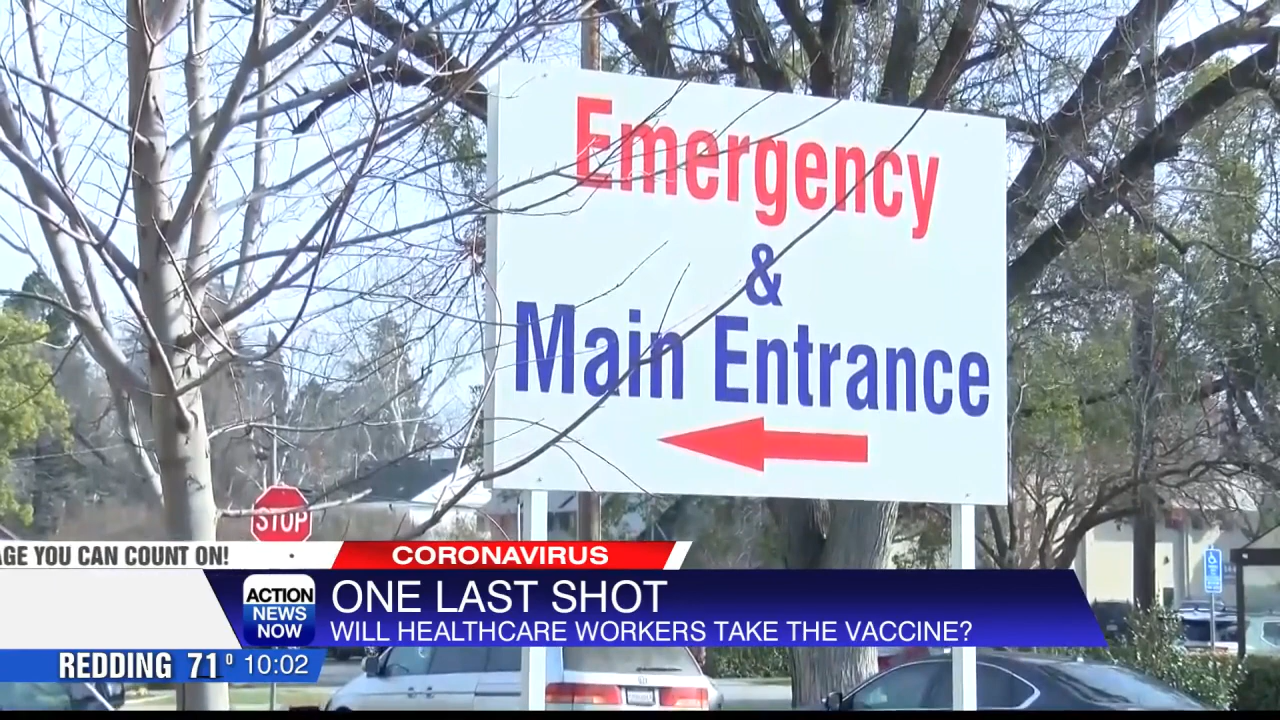 Emergency
&
Main Entrance
STOP
AGE YOU CAN COUNT ON!
CORONAVIRUS
ACTION
NEWS
NOW
ONE LAST SHOT
WILL HEALTHCARE WORKERS TAKE THE VACCINE?
REDDING 71° 10:02